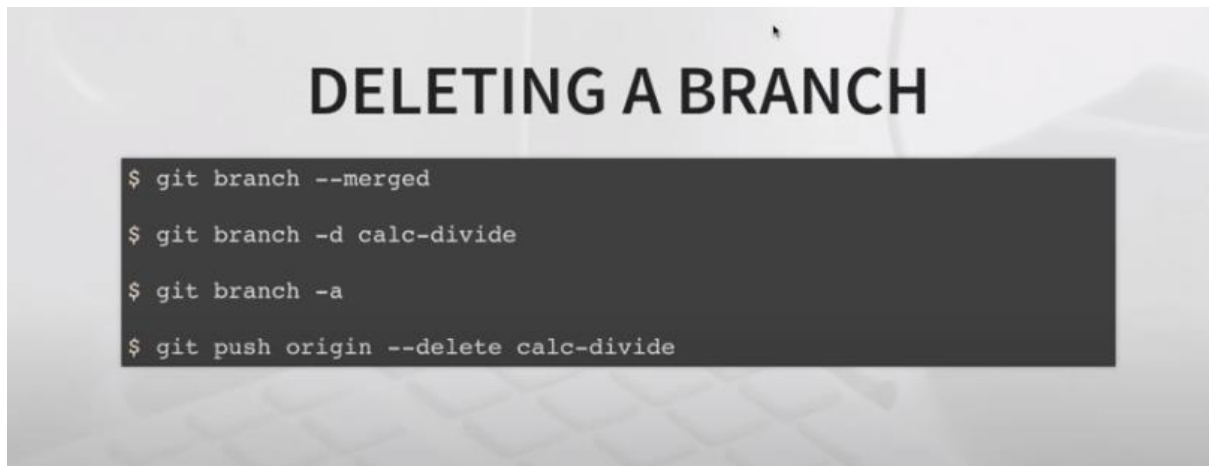 DELETING A BRANCH
$ git branch --merged
$ git branch -d calc-divide
$ git branch -a
$ git push origin --delete calc-divide